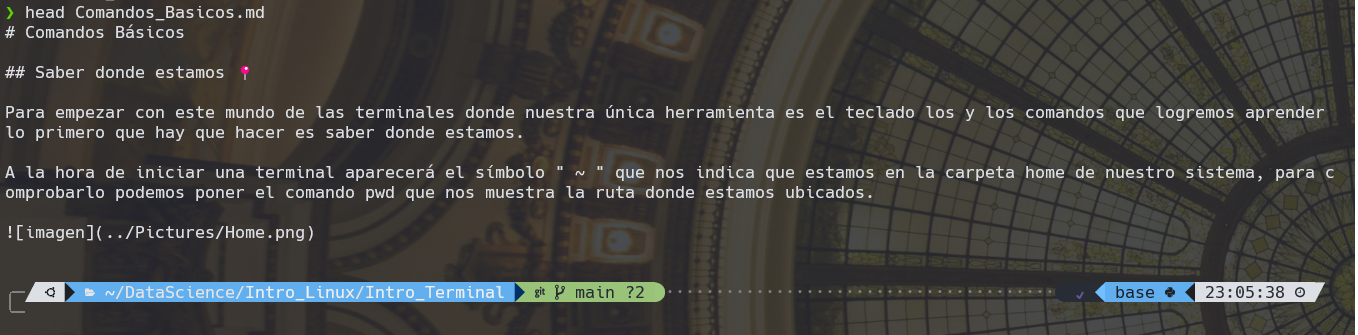 ❯ head Comandos_Basicos.md
# Comandos Básicos
## Saber donde estamos 📍
Para empezar con este mundo de las terminales donde nuestra única herramienta es el teclado los y los comandos que logremos aprender
lo primero que hay que hacer es saber donde estamos.
A la hora de iniciar una terminal aparecerá el símbolo " ~ " que nos indica que estamos en la carpeta home de nuestro sistema, para c
omprobarlo podemos poner el comando pwd que nos muestra la ruta donde estamos ubicados.
![imagen](../Pictures/Home.png)
~/DataScience/Intro_Linux/Intro_Terminal git main ?2 ✓ base 23:05:38